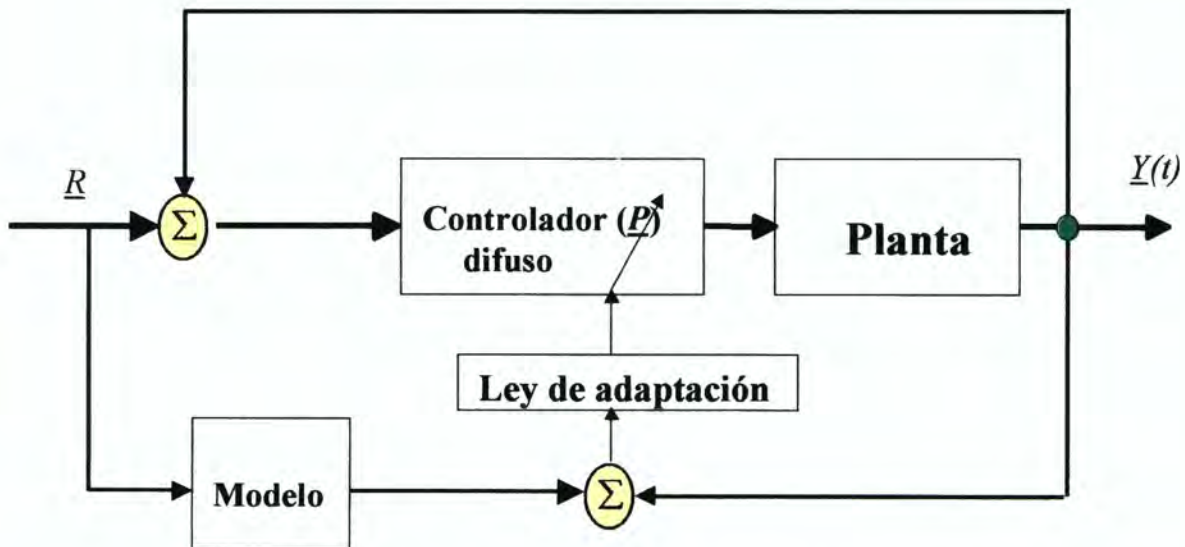 R
Y(t)
Σ
Controlador (P)
difuso
Planta
Ley de adaptación
Modelo
Σ